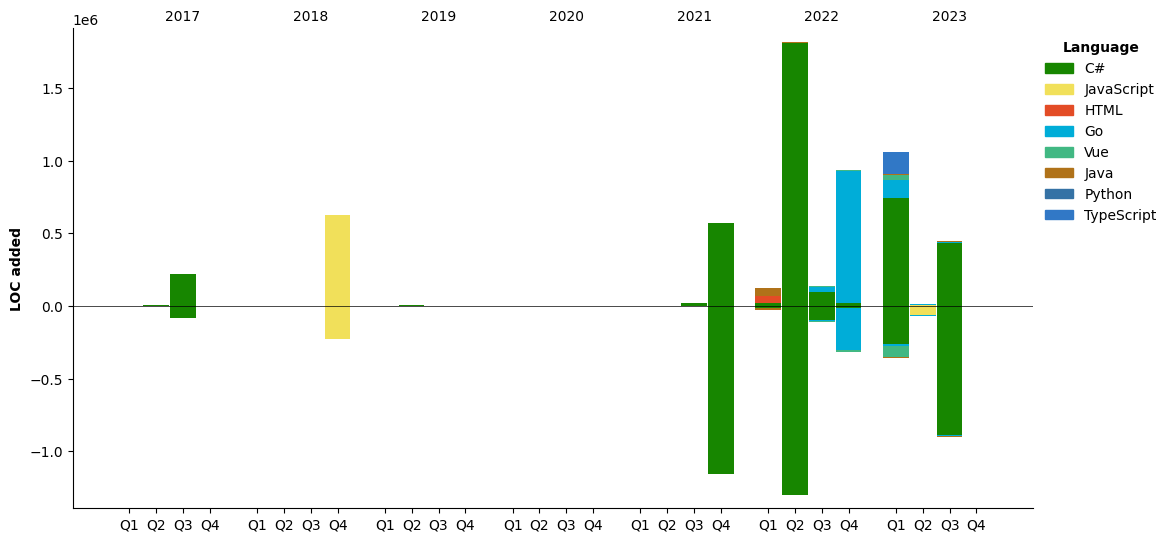 1e6
2017 2018 2019 2020 2021 2022 2023
LOC added
1.5
1.0
0.5
0.0
−0.5
−1.0
Q1 Q2 Q3 Q4 Q1 Q2 Q3 Q4 Q1 Q2 Q3 Q4 Q1 Q2 Q3 Q4 Q1 Q2 Q3 Q4 Q1 Q2 Q3 Q4 Q1 Q2 Q3 Q4
Language
C#
JavaScript
HTML
Go
Vue
Java
Python
TypeScript